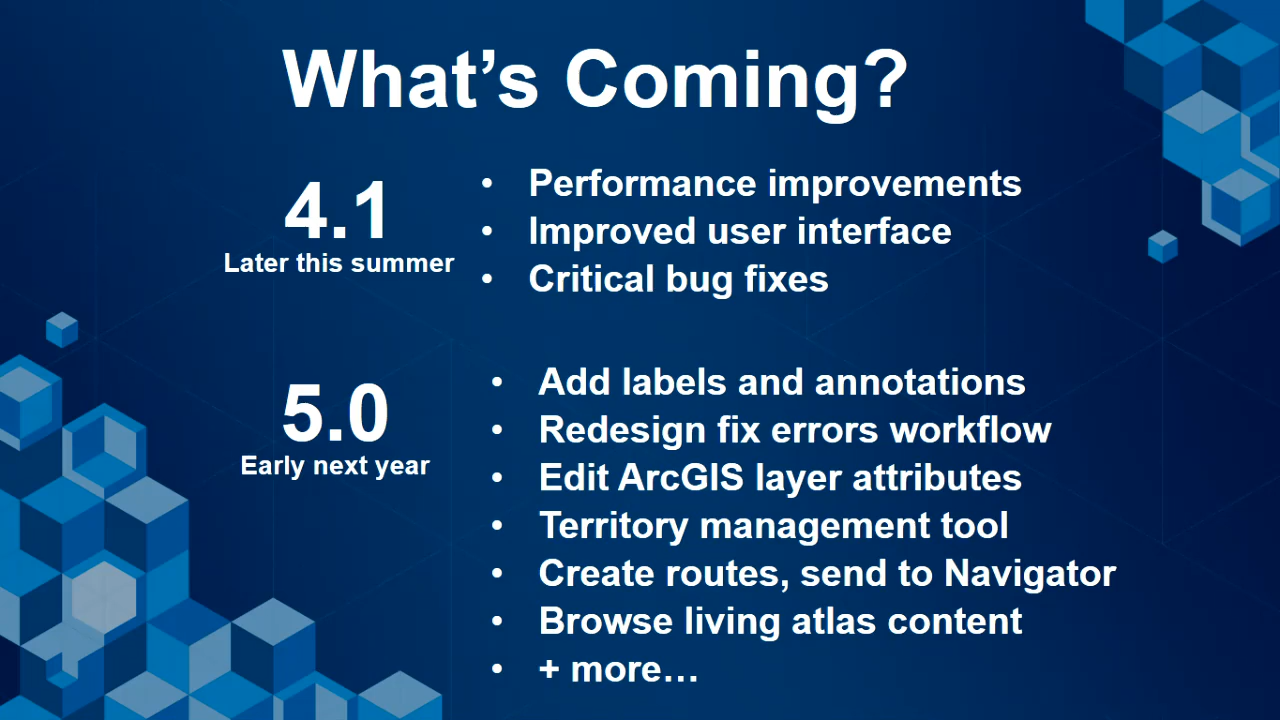 What’s Coming?
4.1
Later this summer
• Performance improvements
• Improved user interface
• Critical bug fixes
5.0
Early next year
• Add labels and annotations
• Redesign fix errors workflow
• Edit ArcGIS layer attributes
• Territory management tool
• Create routes, send to Navigator
• Browse living atlas content
• + more…